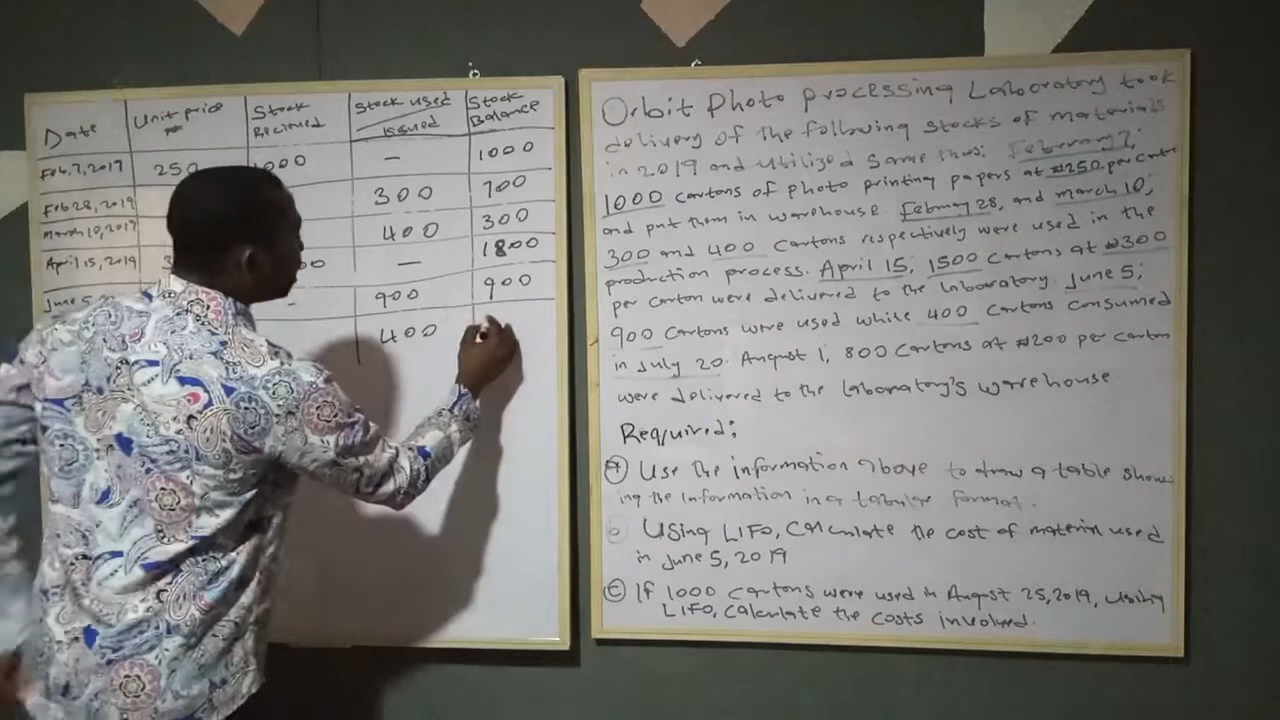 Date Unit price Stock Recieved Stock used / issued Stock Balance
Feb.7,2017 250 1000 — 1000
Feb 28, 2019 300 700
March 10, 2017 400 300
April 15, 2019 — 1800
June 5 - 900 900
400
Orbit Photo processing Laboratory took
delivery of the following stocks of materials
in 2019 and utilized same thus: February 7;
1000 cartons of photo printing papers at ₦250 per carton
and put them in warehouse. February 28, and march 10;
300 and 400 cartons respectively were used in the
production process. April 15; 1500 cartons at ₦300
per carton were delivered to the laboratory. June 5;
900 cartons were used while 400 cartons consumed
in July 20. August 1, 800 cartons at ₦200 per carton
were delivered to the laboratory's warehouse
Required;
(A) Use the information above to draw a table show-
ing the information in a tabular format.
b Using LIFO, calculate the cost of material used
in June 5, 2019
(C) If 1000 cartons were used in August 25, 2019, using
LIFO, calculate the costs involved.